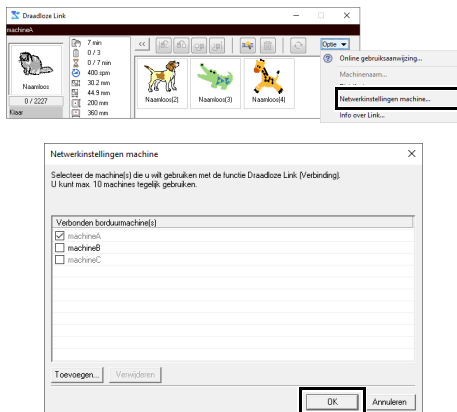 Draadloze Link
machineA
Naamloos
0 / 2227
Klaar
7 min
0 / 3
0 / 7 min
400 spm
30.2 mm
44.9 mm
200 mm
360 mm
<<
Naamloos(2)
Naamloos(3)
Naamloos(4)
Optie
Online gebruiksaanwijzing...
Machinenaam...
Netwerkinstellingen machine...
Info over Link...
Netwerkinstellingen machine
Selecteer de machine(s) die u wilt gebruiken met de functie Draadloze Link (Verbinding).
U kunt max. 10 machines tegelijk gebruiken.
Verbonden borduurmachine(s)
machineA
machineB
machineC
Toevoegen...
Verwijderen
OK
Annuleren